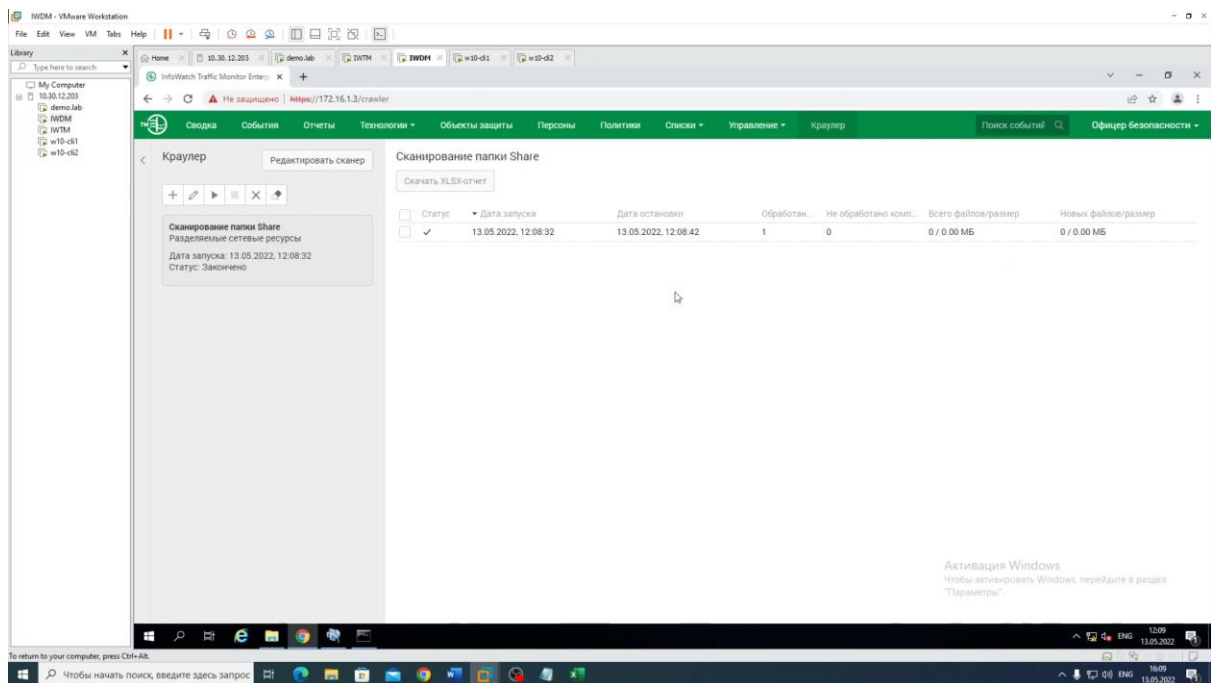 IWDM - VMware Workstation
File Edit View VM Tabs Help
Library
Type here to search
My Computer
10.30.12.203
demo.lab
IWDM
IWTM
w10-cli1
w10-cli2
Home 10.30.12.203 demo.lab IWTM IWDM w10-cli1 w10-cli2
InfoWatch Traffic Monitor Enterp
Не защищено | https://172.16.1.3/crawler
TM Сводка События Отчеты Технологии Объекты защиты Персоны Политики Списки Управление Краулер Поиск событий Офицер безопасности
Краулер Редактировать сканер
Сканирование папки Share
Разделяемые сетевые ресурсы
Дата запуска: 13.05.2022, 12:08:32
Статус: Закончено
Сканирование папки Share
Скачать XLSX-отчет
Статус Дата запуска Дата остановки Обработан... Не обработано комп... Всего файлов/размер Новых файлов/размер
13.05.2022, 12:08:32 13.05.2022, 12:08:42 1 0 0 / 0.00 МБ 0 / 0.00 МБ
Активация Windows
Чтобы активировать Windows, перейдите в раздел
"Параметры".
ENG 12:09
13.05.2022
To return to your computer, press Ctrl+Alt.
Чтобы начать поиск, введите здесь запрос
ENG 16:09
13.05.2022